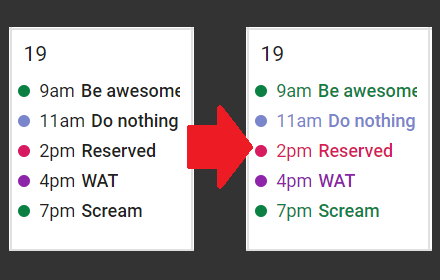 19
9am Be awesome
11am Do nothing
2pm Reserved
4pm WAT
7pm Scream
19
9am Be awesome
11am Do nothing
2pm Reserved
4pm WAT
7pm Scream